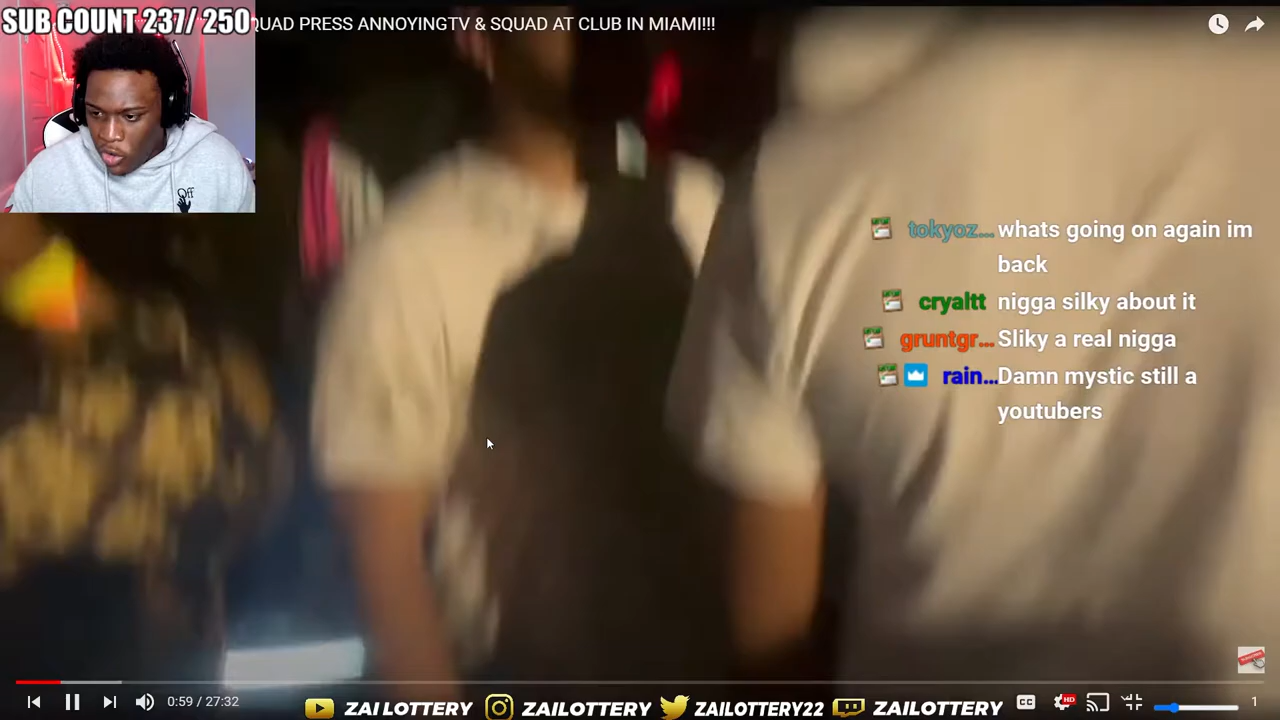 SUB COUNT 237/ 250
QUAD PRESS ANNOYINGTV & SQUAD AT CLUB IN MIAMI!!!
Off
tokyoz... whats going on again im
back
cryaltt nigga silky about it
gruntgr... Sliky a real nigga
rain... Damn mystic still a
youtubers
0:59 / 27:32
ZAI LOTTERY
ZAILOTTERY
ZAILOTTERY22
ZAILOTTERY
CC
HD
1